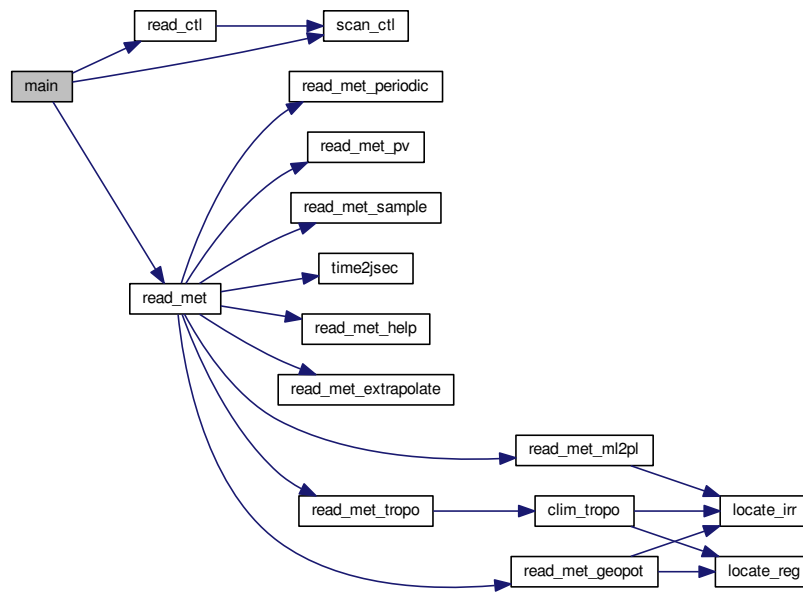 read_ctl
scan_ctl
main
read_met_periodic
read_met_pv
read_met_sample
time2jsec
read_met
read_met_help
read_met_extrapolate
read_met_ml2pl
read_met_tropo
clim_tropo
locate_irr
read_met_geopot
locate_reg